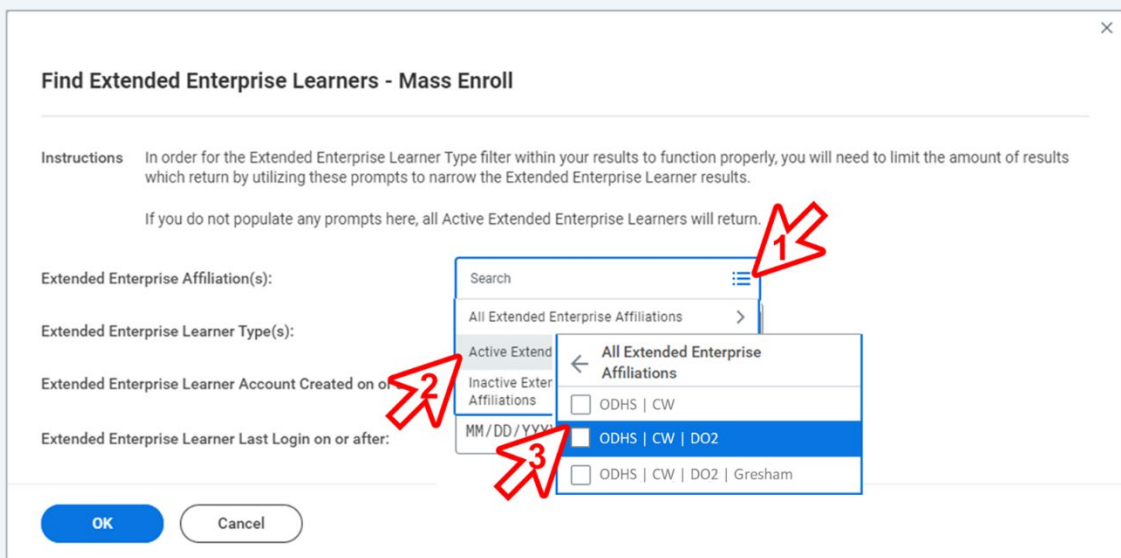 Find Extended Enterprise Learners - Mass Enroll
Instructions In order for the Extended Enterprise Learner Type filter within your results to function properly, you will need to limit the amount of results
which return by utilizing these prompts to narrow the Extended Enterprise Learner results.
If you do not populate any prompts here, all Active Extended Enterprise Learners will return.
1
Extended Enterprise Affiliation(s):
Search
All Extended Enterprise Affiliations
Extended Enterprise Learner Type(s):
Active Extend
All Extended Enterprise
Affiliations
2
Extended Enterprise Learner Account Created on or
Inactive Exter
Affiliations
ODHS | CW
Extended Enterprise Learner Last Login on or after:
MM/DD/YYY
3
ODHS | CW | DO2
ODHS | CW | DO2 | Gresham
OK
Cancel